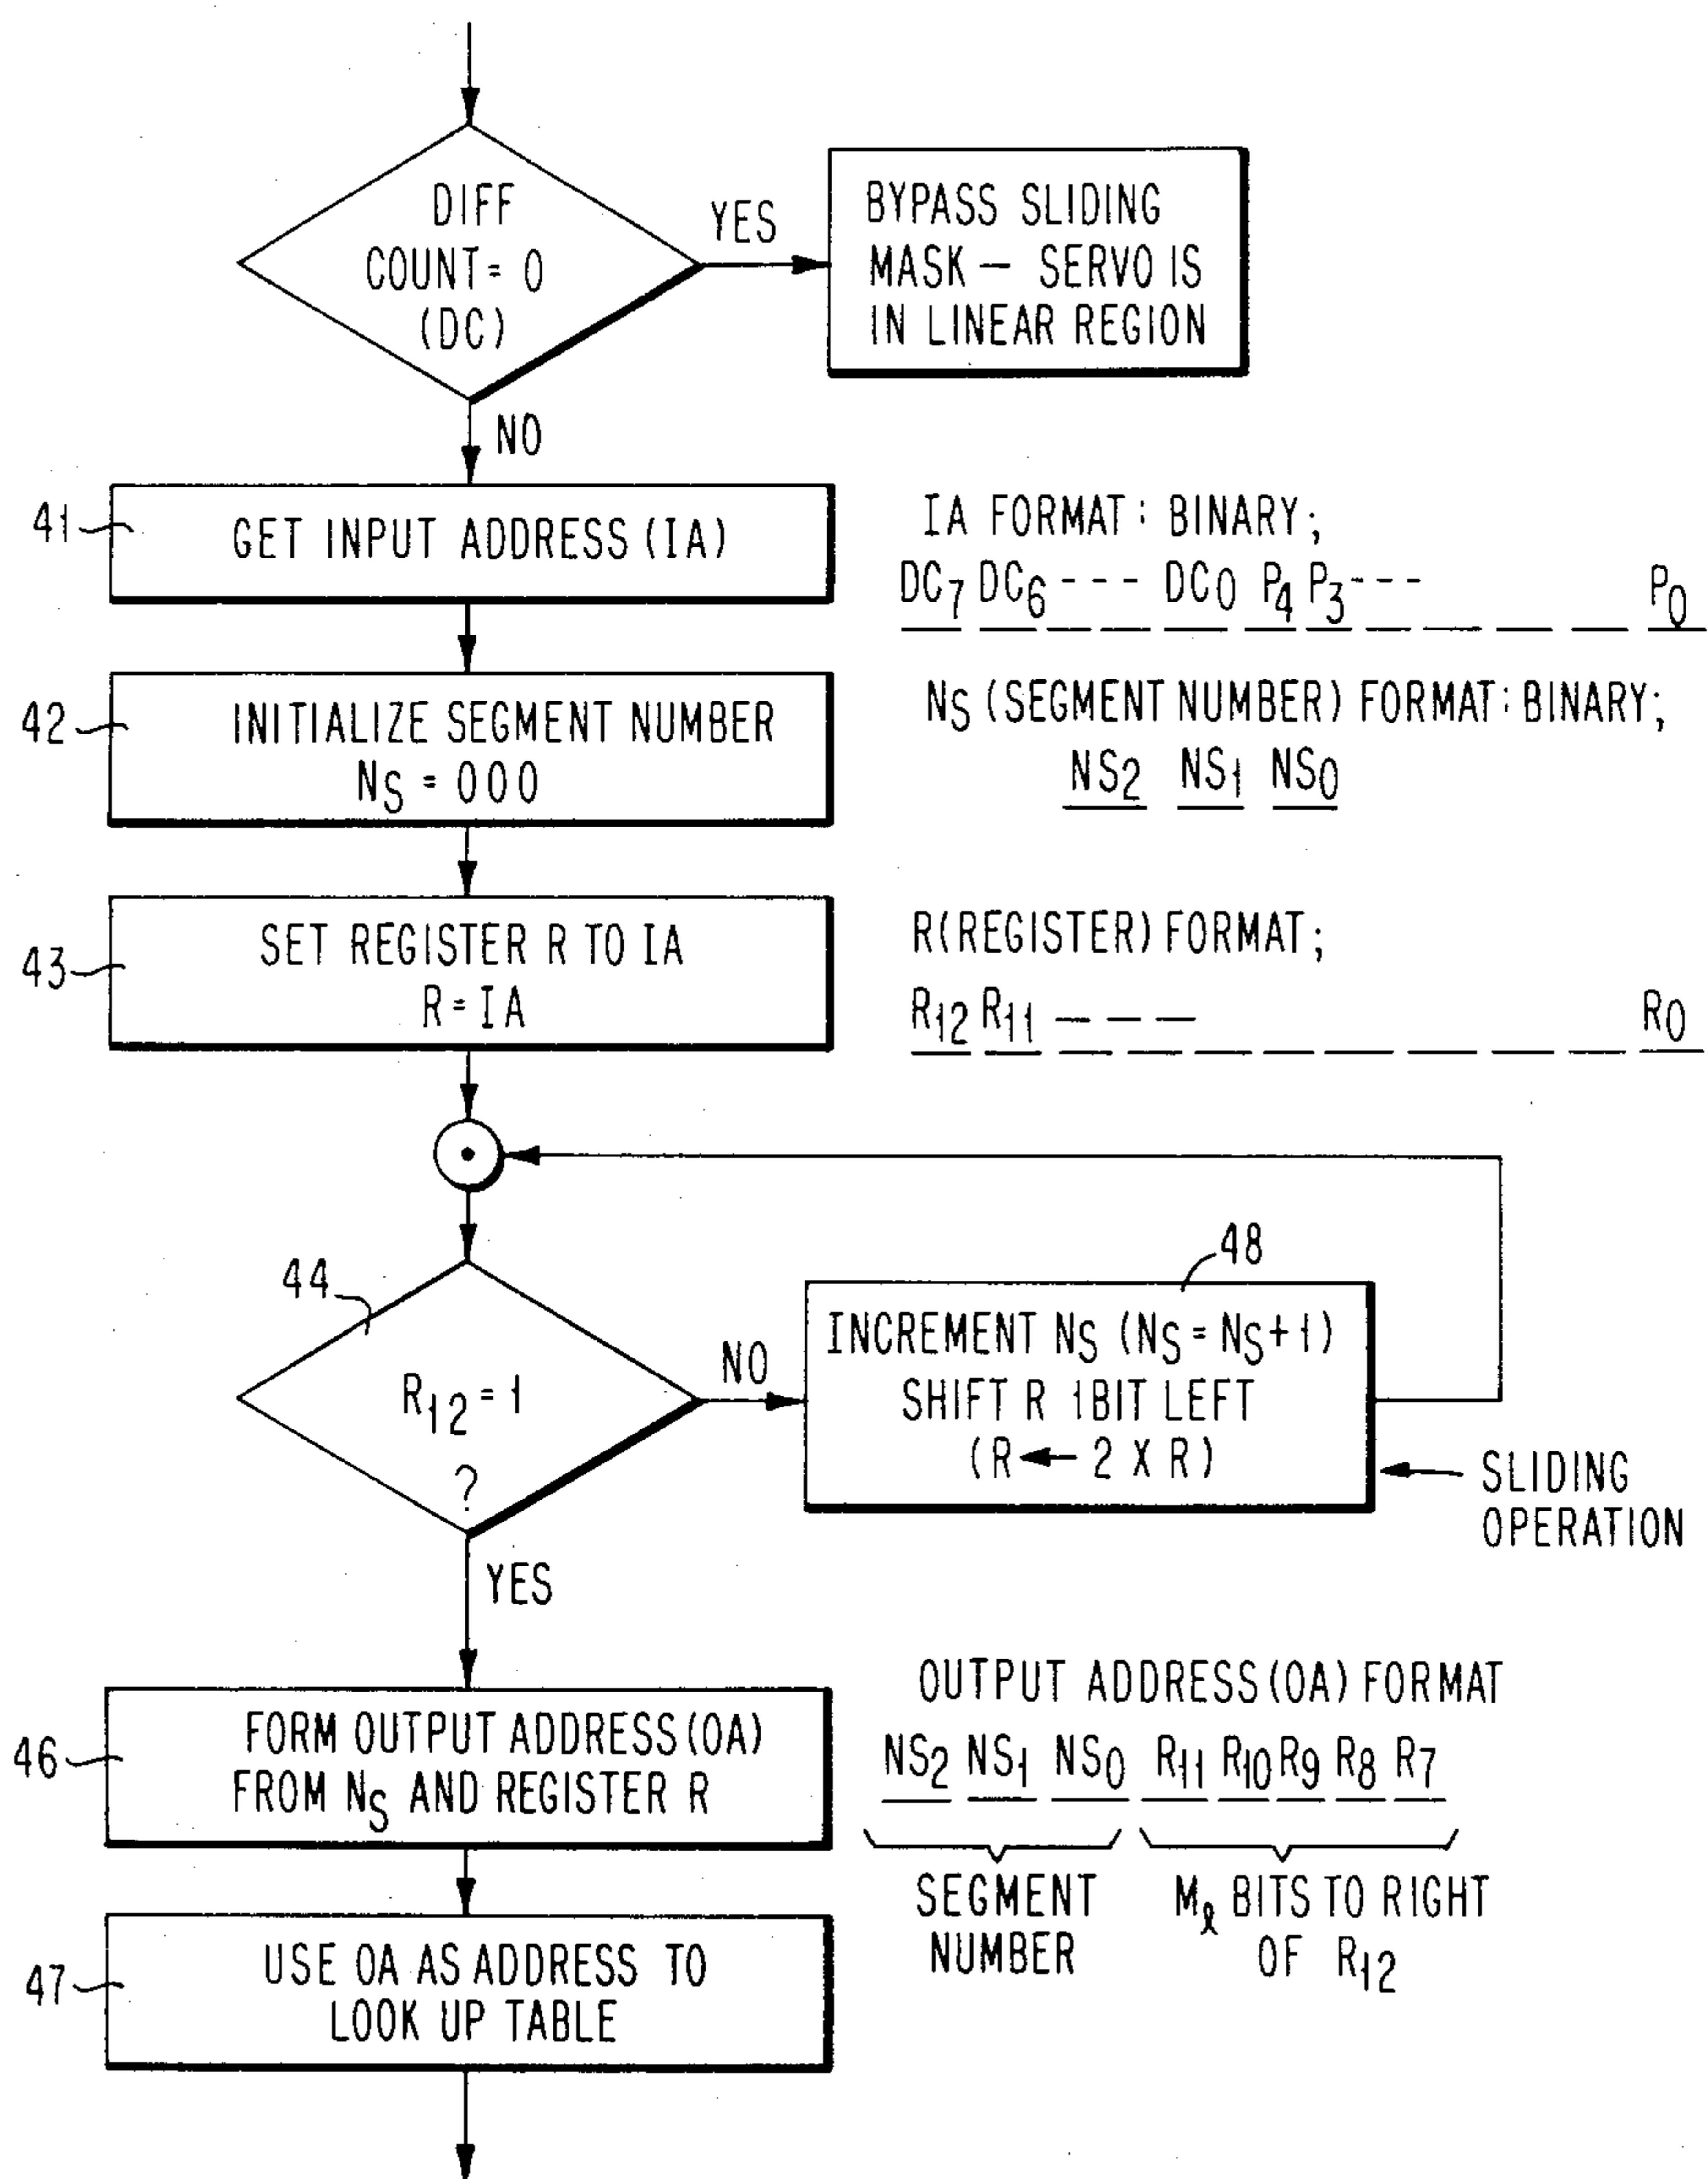 DIFF
COUNT = 0
(DC)
YES
BYPASS SLIDING
MASK — SERVO IS
IN LINEAR REGION
NO
41
GET INPUT ADDRESS (IA)
IA FORMAT : BINARY;
DC7 DC6 --- DC0 P4 P3 --- P0
42
INITIALIZE SEGMENT NUMBER
NS = 000
NS (SEGMENT NUMBER) FORMAT : BINARY;
NS2 NS1 NS0
43
SET REGISTER R TO IA
R = IA
R(REGISTER) FORMAT;
R12 R11 — — — R0
44
R12 = 1
?
NO
48
INCREMENT NS (NS = NS + 1)
SHIFT R 1BIT LEFT
(R ← 2 X R)
SLIDING
OPERATION
YES
46
FORM OUTPUT ADDRESS (OA)
FROM NS AND REGISTER R
OUTPUT ADDRESS (OA) FORMAT
NS2 NS1 NS0 R11 R10 R9 R8 R7
SEGMENT
NUMBER
Mℓ BITS TO RIGHT
OF R12
47
USE OA AS ADDRESS TO
LOOK UP TABLE